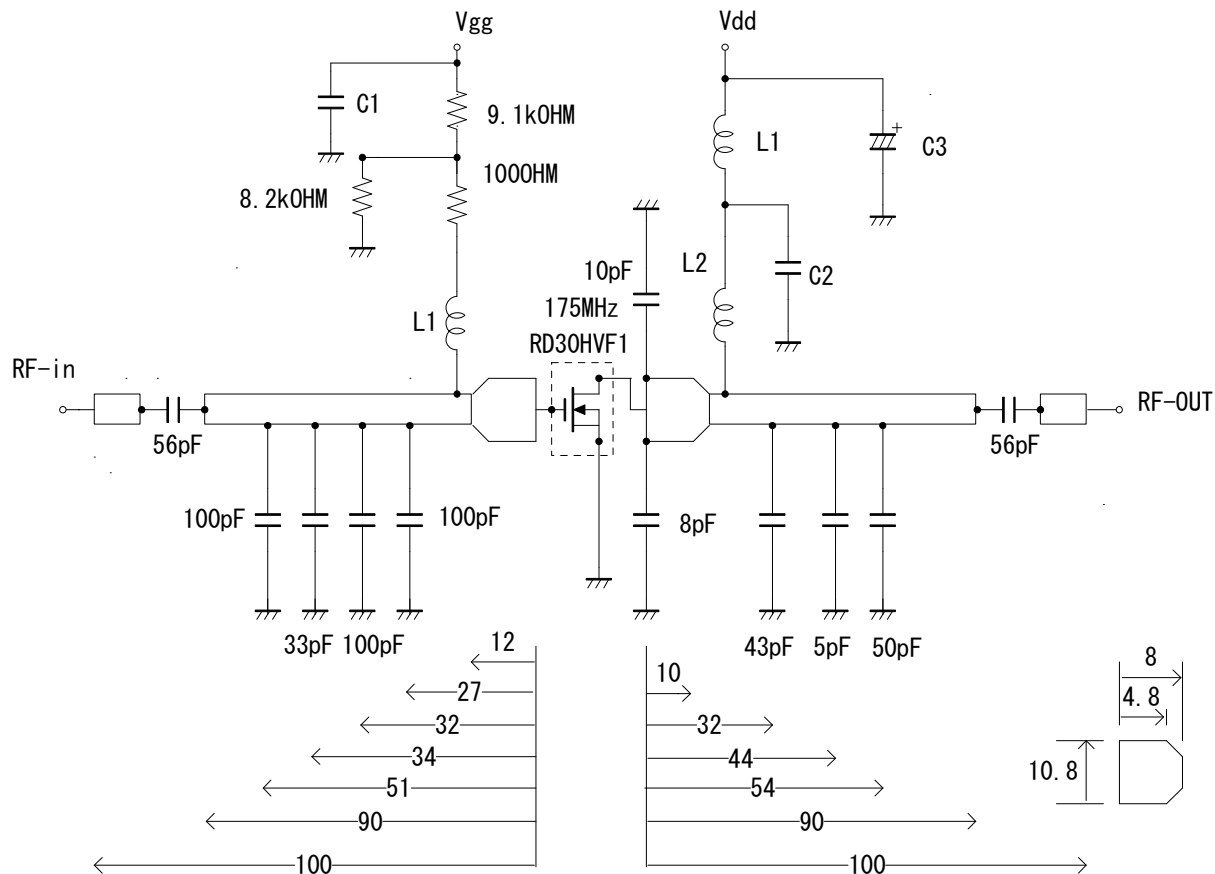 Vgg
Vdd
C1
9.1kOHM
L1
C3
100OHM
8.2kOHM
10pF
L2
C2
175MHz
L1
RD30HVF1
RF-in
RF-OUT
56pF
56pF
100pF
100pF
8pF
33pF
100pF
43pF
5pF
50pF
12
8
27
10
4.8
32
32
34
44
10.8
51
54
90
90
100
100
+